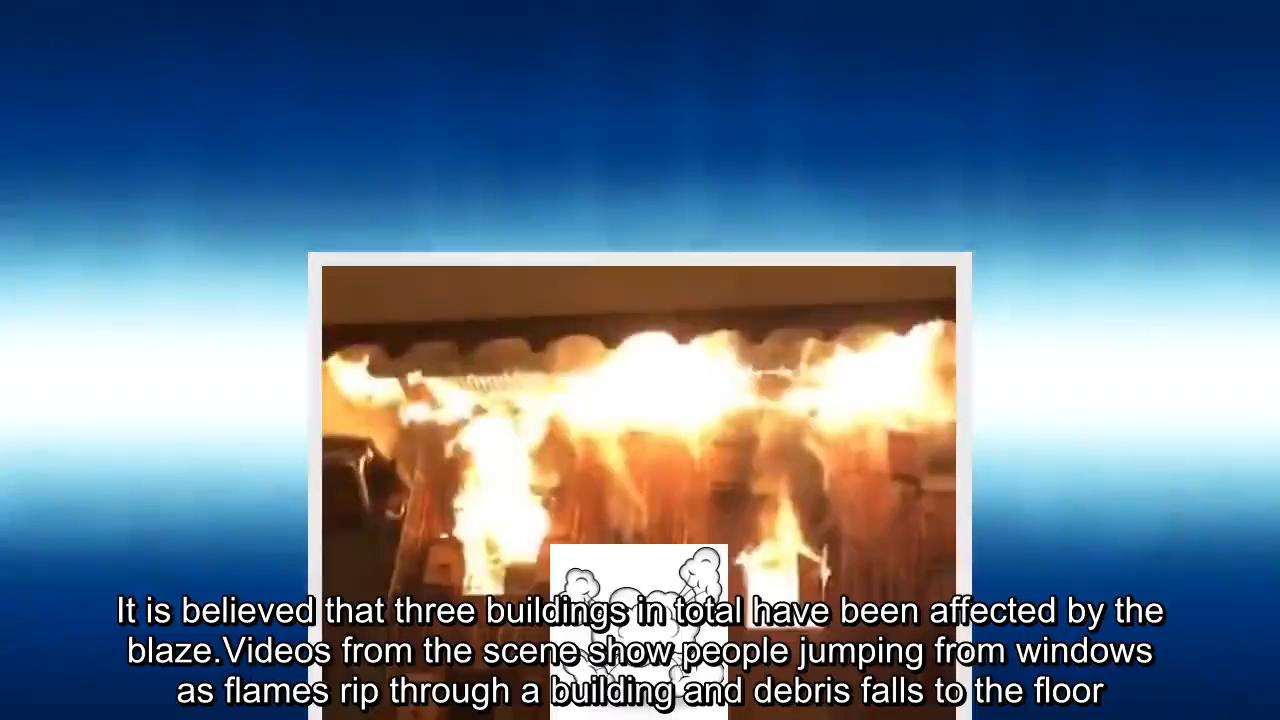 It is believed that three buildings in total have been affected by the
blaze.Videos from the scene show people jumping from windows
as flames rip through a building and debris falls to the floor